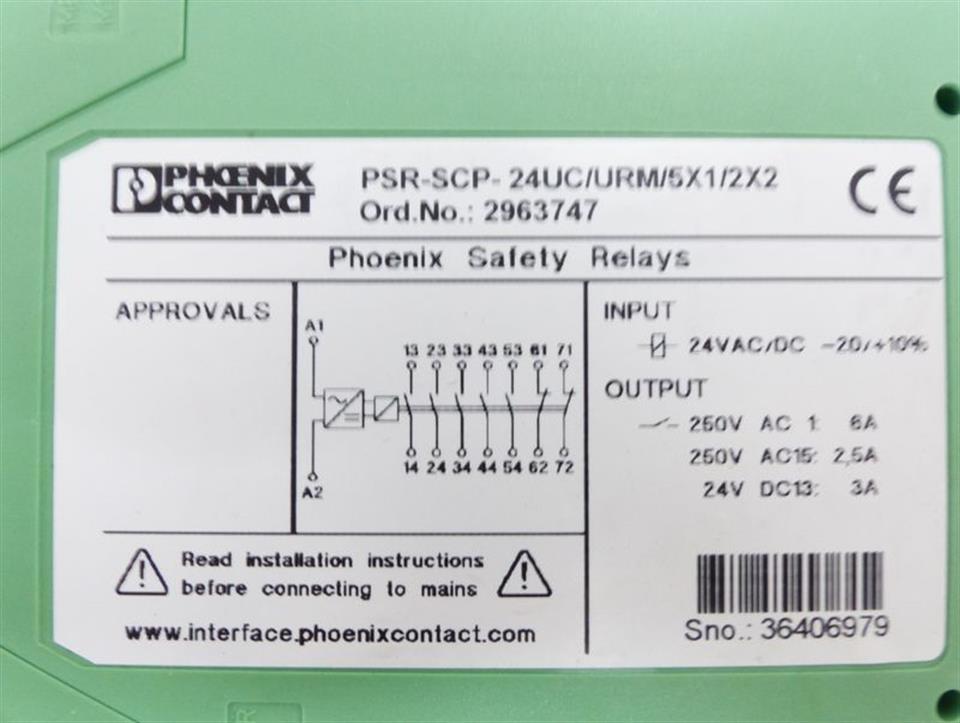 PHOENIX
CONTACT
PSR-SCP- 24UC/URM/5X1/2X2
Ord.No.: 2963747
CE
Phoenix Safety Relays
APPROVALS
A1
13 23 33 43 53 61 71
14 24 34 44 54 62 72
A2
INPUT
24VAC/DC -20/+10%
OUTPUT
250V AC 1: 6A
250V AC15: 2,5A
24V DC13: 3A
Read installation instructions
before connecting to mains
www.interface.phoenixcontact.com
Sno.: 36406979